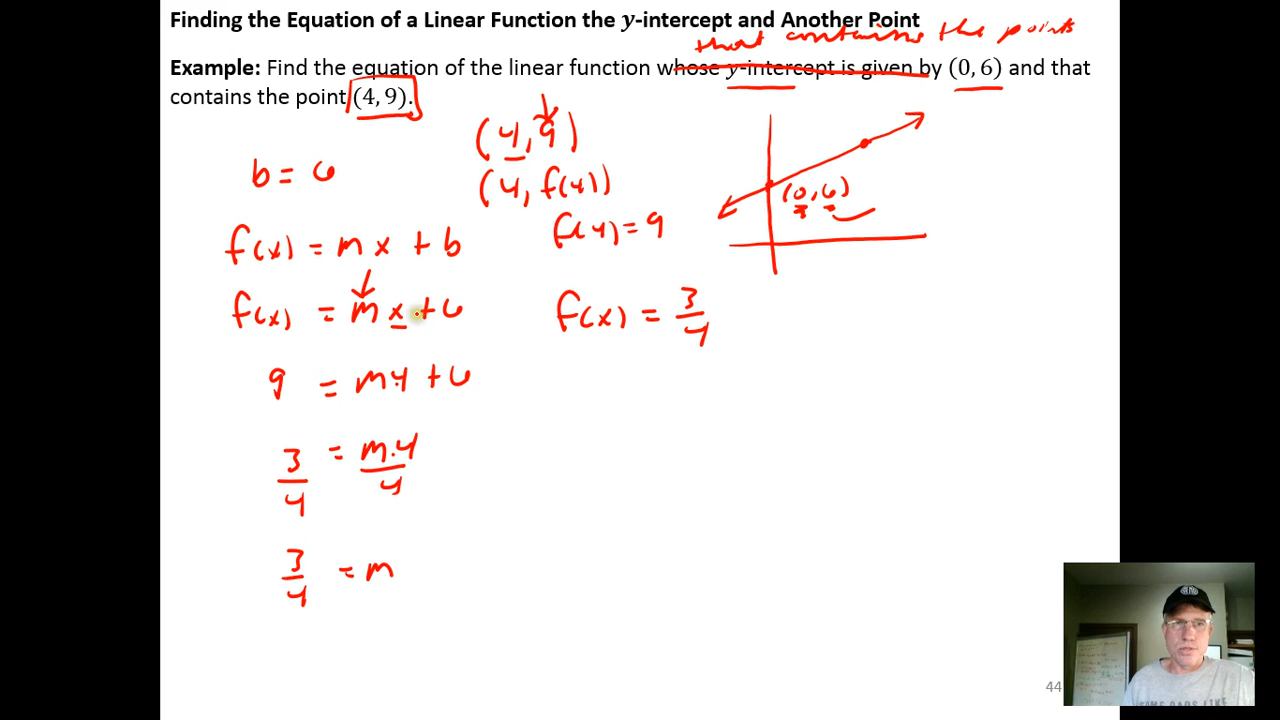 Finding the Equation of a Linear Function the y-intercept and Another Point
that contains the points
Example: Find the equation of the linear function whose y-intercept is given by (0, 6) and that
contains the point (4, 9).
(4, 9)
b = 6
(4, f(4))
(0, 6)
f(4) = 9
f(x) = m x + b
f(x) = m x + 6
f(x) = 3/4
9 = m·4 + 6
3/4 = m·4/4
3/4 = m
44